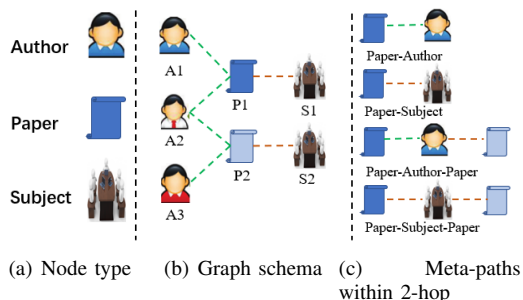 Author
Paper
Subject
A1
A2
A3
P1
P2
S1
S2
Paper-Author
Paper-Subject
Paper-Author-Paper
Paper-Subject-Paper
(a) Node type
(b) Graph schema
(c) Meta-paths
within 2-hop